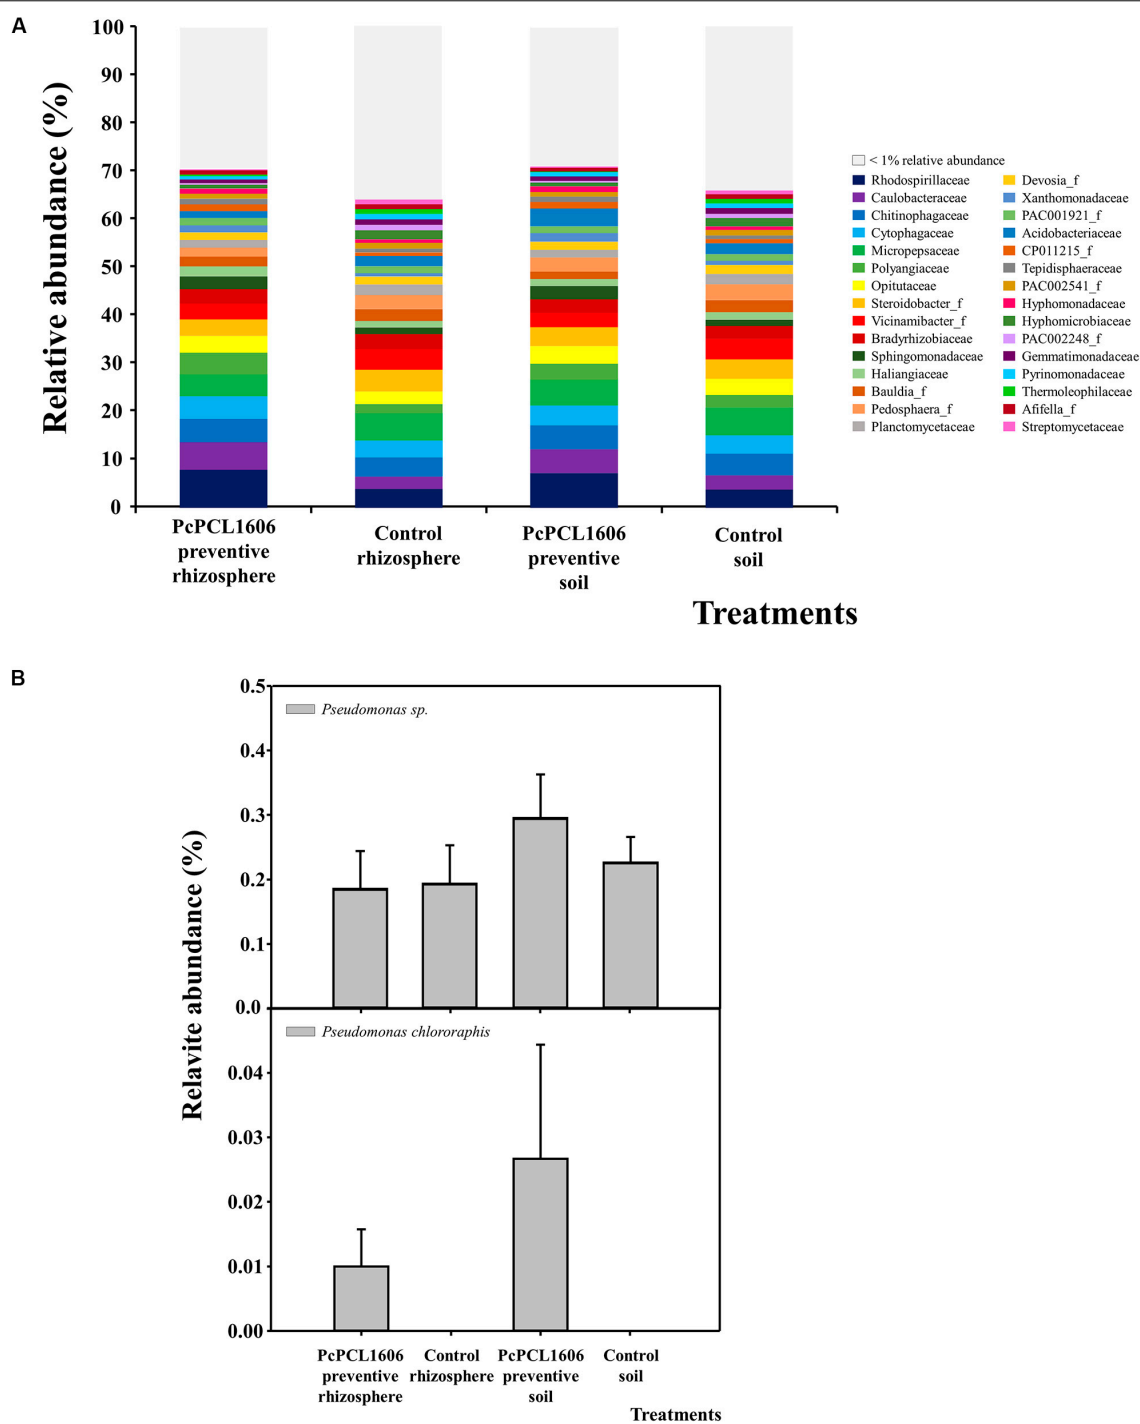 A
Relative abundance (%)
100
90
80
70
60
50
40
30
20
10
0
PcPCL1606
preventive
rhizosphere
Control
rhizosphere
PcPCL1606
preventive
soil
Control
soil
Treatments
< 1% relative abundance
Rhodospirillaceae
Caulobacteraceae
Chitinophagaceae
Cytophagaceae
Micropepsaceae
Polyangiaceae
Opitutaceae
Steroidobacter_f
Vicinamibacter_f
Bradyrhizobiaceae
Sphingomonadaceae
Haliangiaceae
Bauldia_f
Pedosphaera_f
Planctomycetaceae
Devosia_f
Xanthomonadaceae
PAC001921_f
Acidobacteriaceae
CP011215_f
Tepidisphaeraceae
PAC002541_f
Hyphomonadaceae
Hyphomicrobiaceae
PAC002248_f
Gemmatimonadaceae
Pyrinomonadaceae
Thermoleophilaceae
Afifella_f
Streptomycetaceae
B
Relavite abundance (%)
0.5
0.4
0.3
0.2
0.1
0.0
Pseudomonas sp.
0.04
0.03
0.02
0.01
0.00
Pseudomonas chlororaphis
PcPCL1606
preventive
rhizosphere
Control
rhizosphere
PcPCL1606
preventive
soil
Control
soil
Treatments